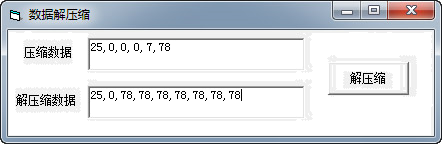 数据解压缩
压缩数据
25, 0, 0, 0, 7, 78
解压缩
解压缩数据
25, 0, 78, 78, 78, 78, 78, 78, 78